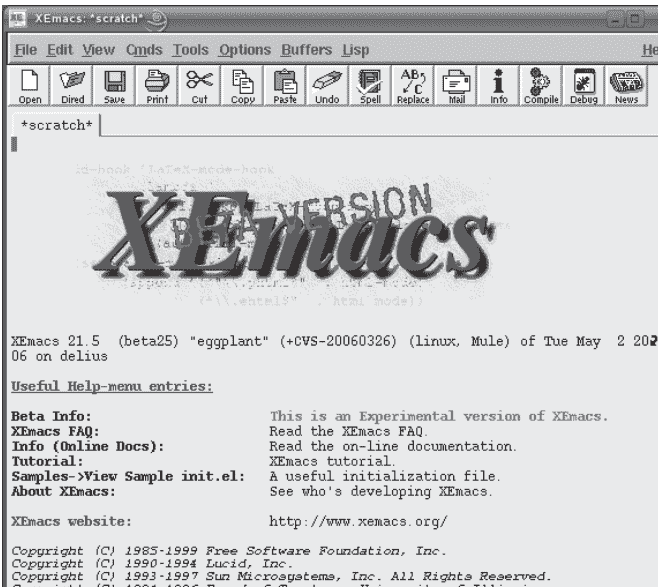 XEmacs: *scratch*
File Edit View Cmds Tools Options Buffers Lisp He
Open Dired Save Print Cut Copy Paste Undo Spell Replace Mail Info Compile Debug News
*scratch*
BETA VERSION
XEmacs
XEmacs 21.5 (beta25) "eggplant" (+CVS-20060326) (linux, Mule) of Tue May 2 20
06 on delius
Useful Help-menu entries:
Beta Info: This is an Experimental version of XEmacs.
XEmacs FAQ: Read the XEmacs FAQ.
Info (Online Docs): Read the on-line documentation.
Tutorial: XEmacs tutorial.
Samples->View Sample init.el: A useful initialization file.
About XEmacs: See who's developing XEmacs.
XEmacs website: http://www.xemacs.org/
Copyright (C) 1985-1999 Free Software Foundation, Inc.
Copyright (C) 1990-1994 Lucid, Inc.
Copyright (C) 1993-1997 Sun Microsystems, Inc. All Rights Reserved.